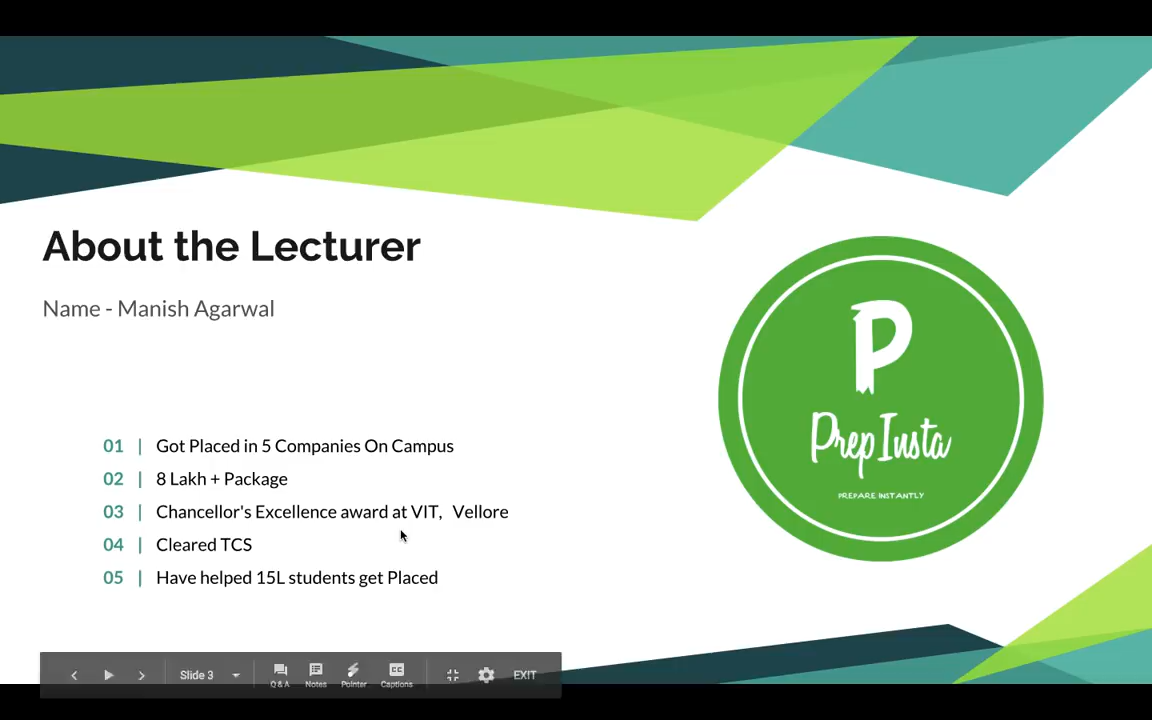 About the Lecturer
Name - Manish Agarwal
01 | Got Placed in 5 Companies On Campus
02 | 8 Lakh + Package
03 | Chancellor's Excellence award at VIT, Vellore
04 | Cleared TCS
05 | Have helped 15L students get Placed
P
PrepInsta
PREPARE INSTANTLY
Slide 3 Q & A Notes Pointer CC Captions EXIT